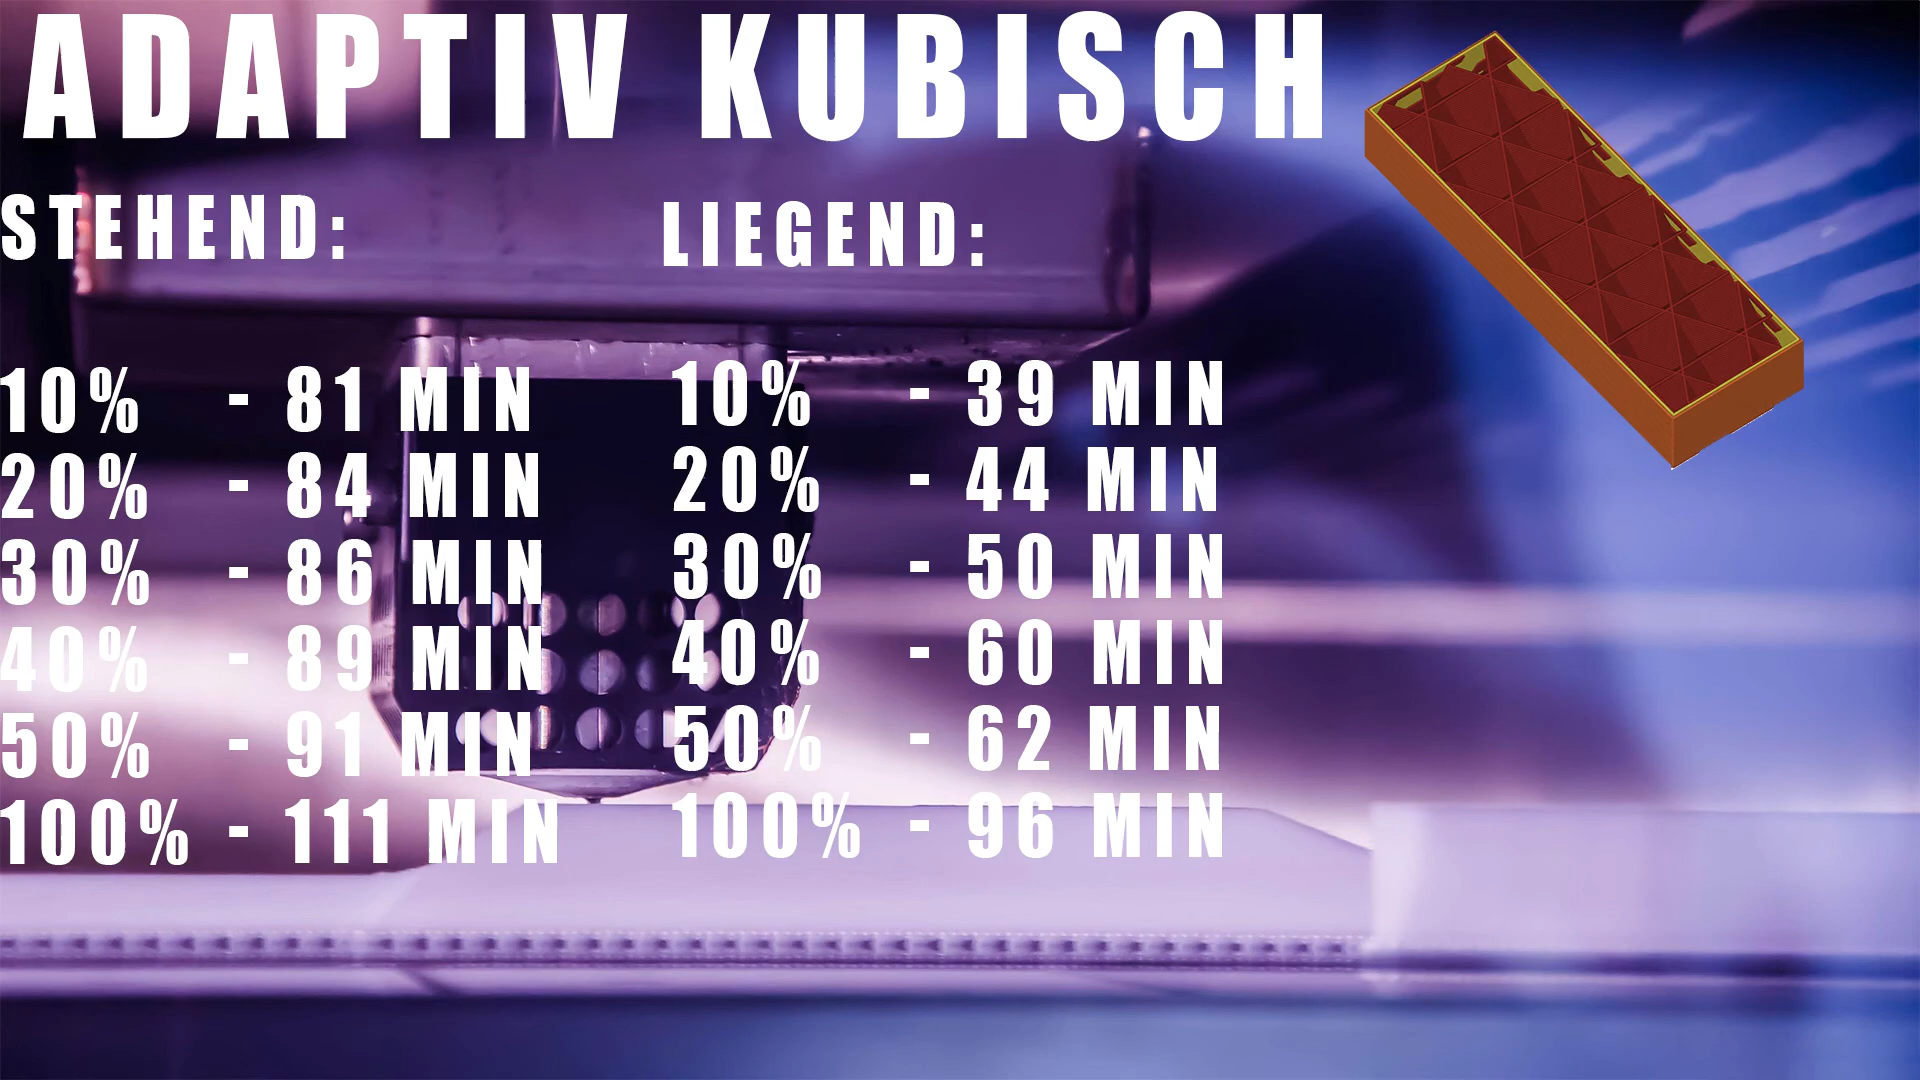 ADAPTIV KUBISCH
STEHEND:
10% - 81 MIN
20% - 84 MIN
30% - 86 MIN
40% - 89 MIN
50% - 91 MIN
100% - 111 MIN
LIEGEND:
10% - 39 MIN
20% - 44 MIN
30% - 50 MIN
40% - 60 MIN
50% - 62 MIN
100% - 96 MIN